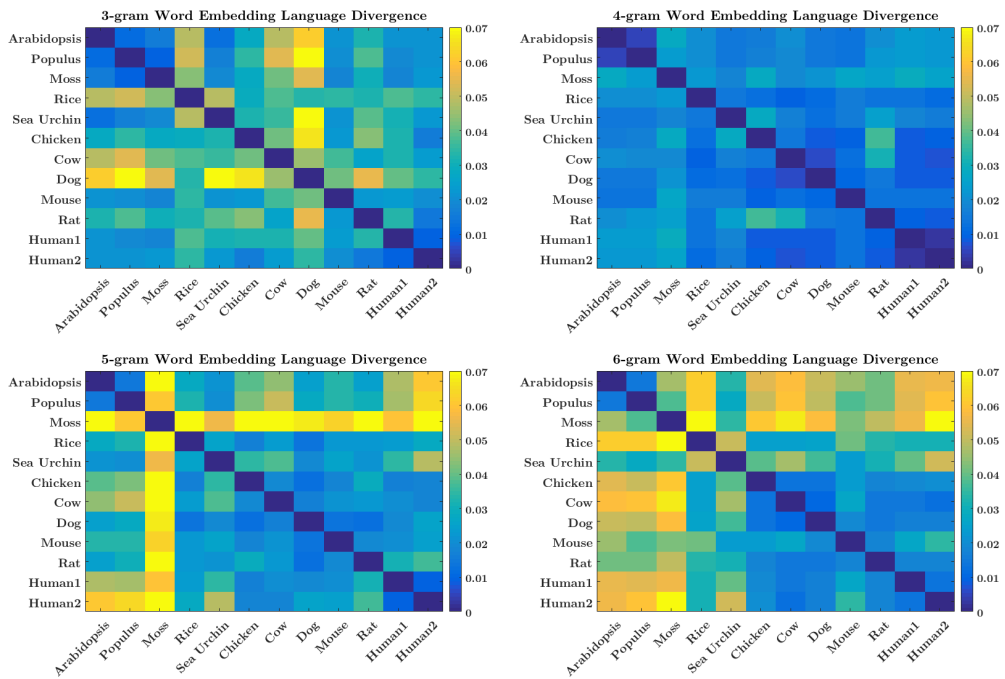 3-gram Word Embedding Language Divergence
Arabidopsis
Populus
Moss
Rice
Sea Urchin
Chicken
Cow
Dog
Mouse
Rat
Human1
Human2
Arabidopsis
Populus
Moss
Rice
Sea Urchin
Chicken
Cow
Dog
Mouse
Rat
Human1
Human2
0.07
0.06
0.05
0.04
0.03
0.02
0.01
0
4-gram Word Embedding Language Divergence
Arabidopsis
Populus
Moss
Rice
Sea Urchin
Chicken
Cow
Dog
Mouse
Rat
Human1
Human2
Arabidopsis
Populus
Moss
Rice
Sea Urchin
Chicken
Cow
Dog
Mouse
Rat
Human1
Human2
0.07
0.06
0.05
0.04
0.03
0.02
0.01
0
5-gram Word Embedding Language Divergence
Arabidopsis
Populus
Moss
Rice
Sea Urchin
Chicken
Cow
Dog
Mouse
Rat
Human1
Human2
Arabidopsis
Populus
Moss
Rice
Sea Urchin
Chicken
Cow
Dog
Mouse
Rat
Human1
Human2
0.07
0.06
0.05
0.04
0.03
0.02
0.01
0
6-gram Word Embedding Language Divergence
Arabidopsis
Populus
Moss
Rice
Sea Urchin
Chicken
Cow
Dog
Mouse
Rat
Human1
Human2
Arabidopsis
Populus
Moss
Rice
Sea Urchin
Chicken
Cow
Dog
Mouse
Rat
Human1
Human2
0.07
0.06
0.05
0.04
0.03
0.02
0.01
0